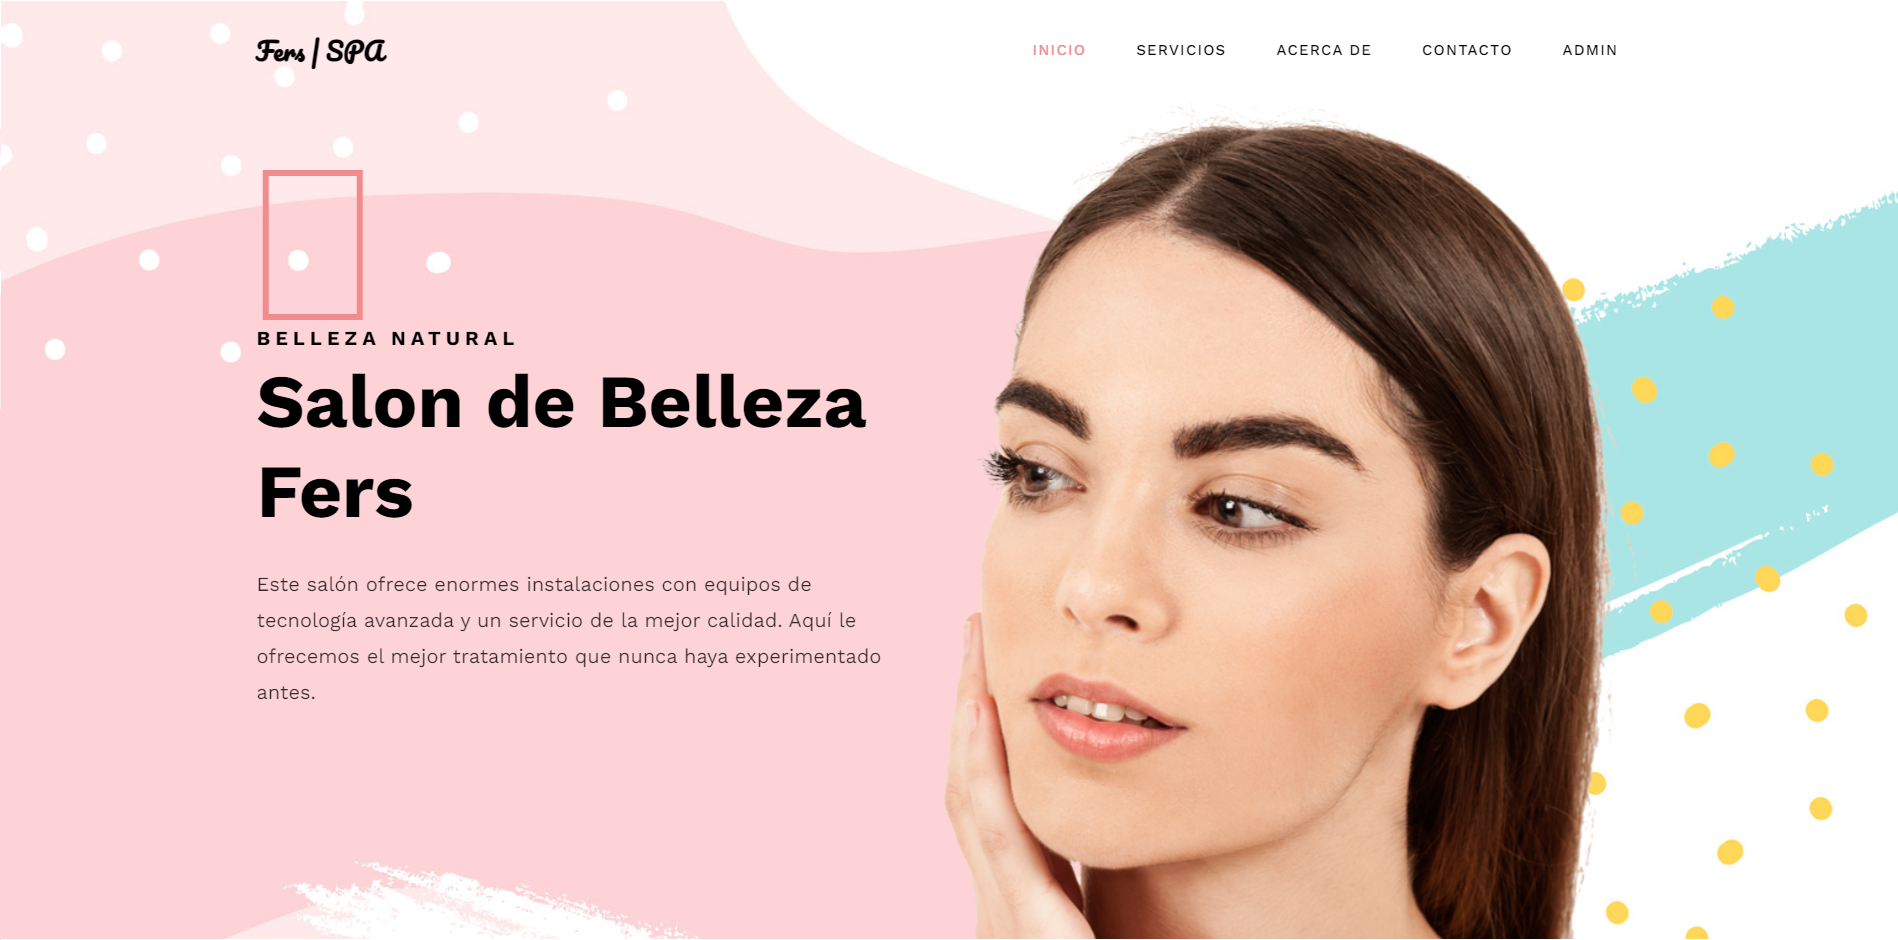 Fers | SPA
INICIO SERVICIOS ACERCA DE CONTACTO ADMIN
BELLEZA NATURAL
Salon de Belleza
Fers
Este salón ofrece enormes instalaciones con equipos de
tecnología avanzada y un servicio de la mejor calidad. Aquí le
ofrecemos el mejor tratamiento que nunca haya experimentado
antes.